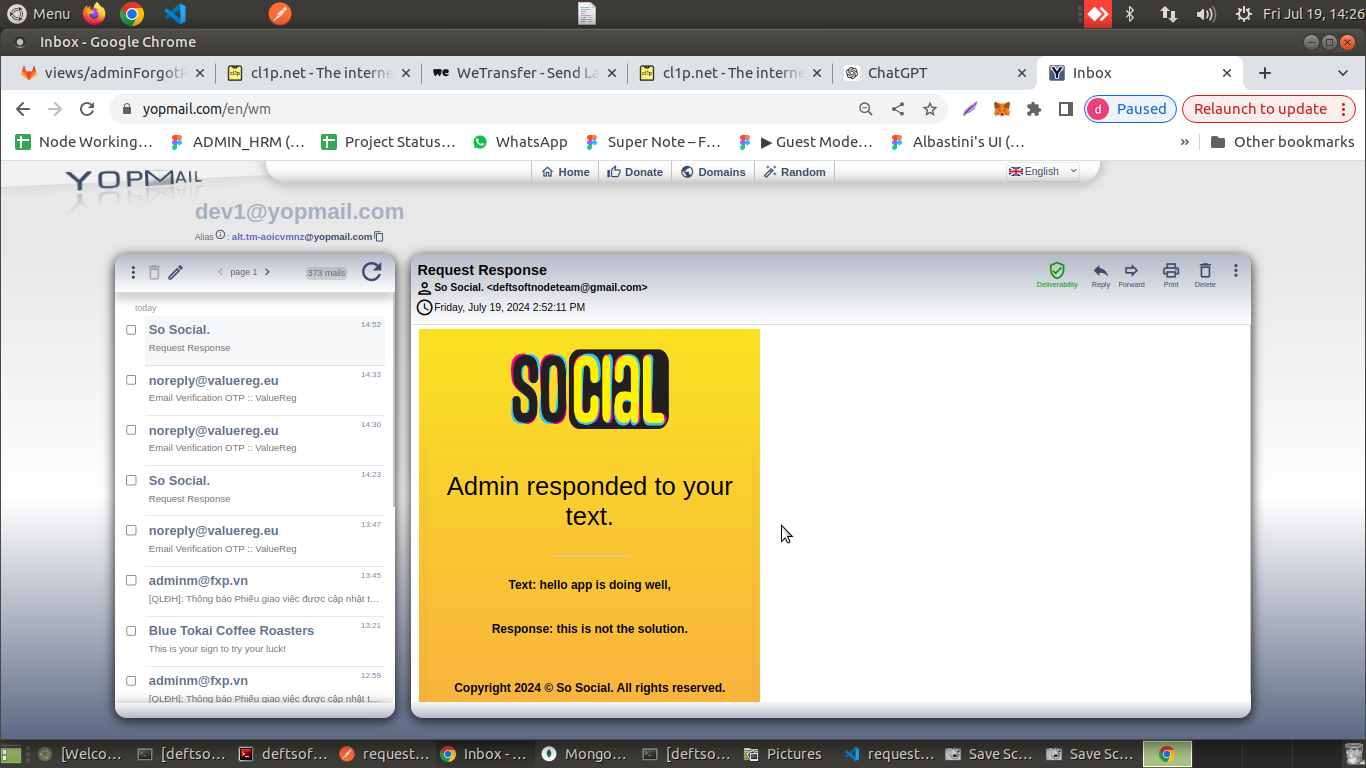 Menu
Fri Jul 19, 14:26
Inbox - Google Chrome
views/adminForgotP
cl1p.net - The interne
WeTransfer - Send La
cl1p.net - The interne
ChatGPT
Inbox
yopmail.com/en/wm
d Paused
Relaunch to update
Node Working…
ADMIN_HRM (…
Project Status…
WhatsApp
Super Note – F…
▶ Guest Mode…
Albastini's UI (…
»
Other bookmarks
YOPMAIL
Home
Donate
Domains
Random
English
dev1@yopmail.com
Alias : alt.tm-aoicvmnz@yopmail.com
page 1
373 mails
today
So Social. 14:52
Request Response
noreply@valuereg.eu 14:33
Email Verification OTP :: ValueReg
noreply@valuereg.eu 14:30
Email Verification OTP :: ValueReg
So Social. 14:23
Request Response
noreply@valuereg.eu 13:47
Email Verification OTP :: ValueReg
adminm@fxp.vn 13:45
[QLĐH]: Thông báo Phiếu giao việc được cập nhật t…
Blue Tokai Coffee Roasters 13:21
This is your sign to try your luck!
adminm@fxp.vn 12:59
[QLĐH]: Thông báo Phiếu giao việc được cập nhật t…
Request Response
So Social. <deftsoftnodeteam@gmail.com>
Friday, July 19, 2024 2:52:11 PM
Deliverability
Reply
Forward
Print
Delete
SOCIAL
Admin responded to your
text.
Text: hello app is doing well,
Response: this is not the solution.
Copyright 2024 © So Social. All rights reserved.
[Welco…
[deftso…
deftsof…
request…
Inbox - …
Mongo…
[deftso…
Pictures
request…
Save Sc…
Save Sc…